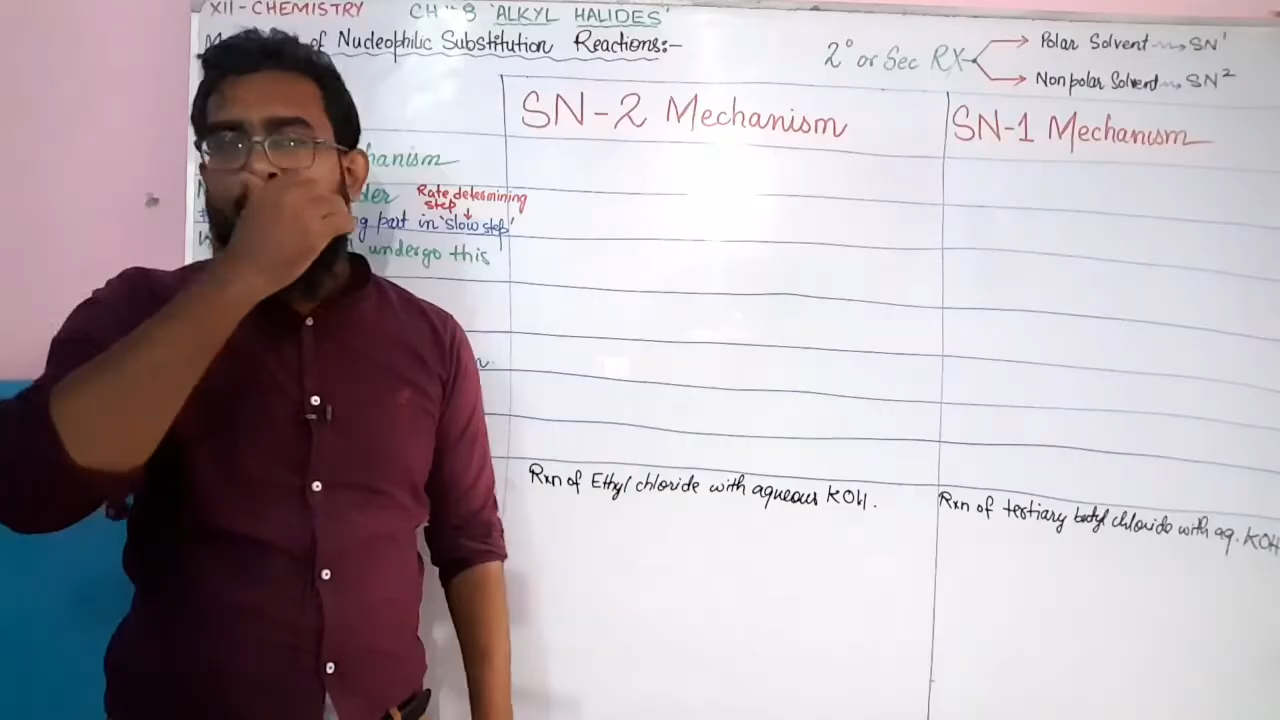 XII - CHEMISTRY CH - 8 'ALKYL HALIDES'
of Nucleophilic Substitution Reactions:-
2° or Sec RX
Polar Solvent → SN¹
Nonpolar Solvent → SN²
SN-2 Mechanism
SN-1 Mechanism
hanism
der Rate determining
step
ng part in 'slow step'
undergo this
Rxn of Ethyl chloride with aqueous KOH.
Rxn of tertiary butyl chloride with aq. KOH